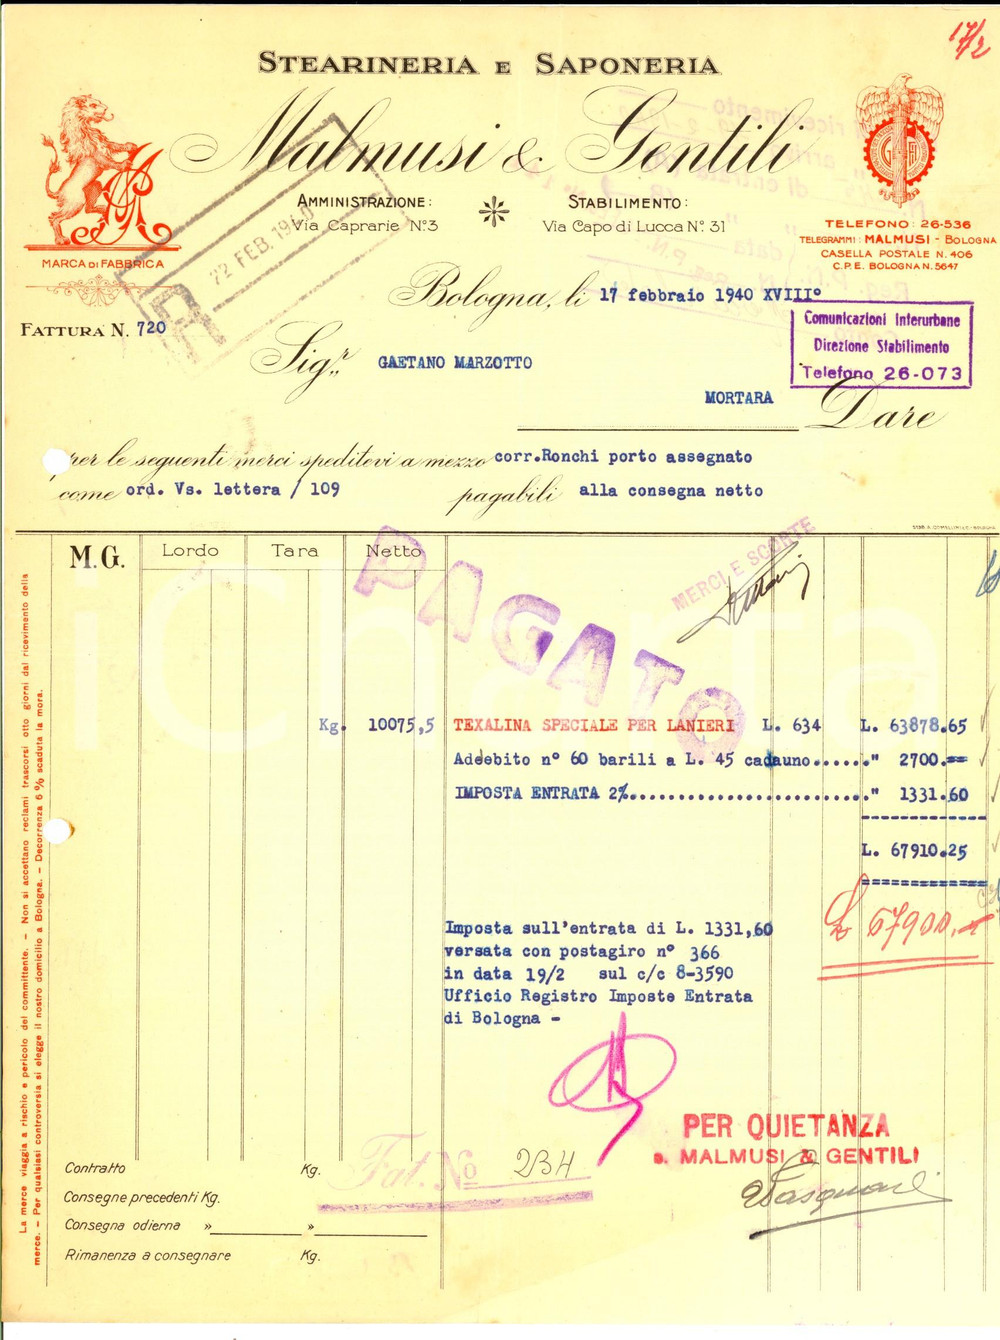 17/2
STEARINERIA E SAPONERIA
Malmusi & Gentili
AMMINISTRAZIONE:
Via Caprarie N°3
STABILIMENTO:
Via Capo di Lucca N° 31
MARCA DI FABBRICA
TELEFONO: 26-536
TELEGRAMMI: MALMUSI - BOLOGNA
CASELLA POSTALE N. 406
C.P.E. BOLOGNA N. 5647
R 22 FEB. 1940
Bologna, li 17 febbraio 1940 XVIII°
FATTURA N. 720
Comunicazioni Interurbane
Direzione Stabilimento
Telefono 26-073
Sigr. GAETANO MARZOTTO
MORTARA
Dare
per le seguenti merci speditevi a mezzo corr.Ronchi porto assegnato
come ord. Vs. lettera / 109 pagabili alla consegna netto
M.G. Lordo Tara Netto
MERCI E SCORTE
PAGATO
Kg. 10075,5 TEXALINA SPECIALE PER LANIERI L. 634 L. 63878.65
Addebito n° 60 barili a L. 45 cadauno......" 2700.==
IMPOSTA ENTRATA 2%............................" 1331.60
L. 67910.25
£ 67900.-
Imposta sull'entrata di L. 1331,60
versata con postagiro n° 366
in data 19/2 sul c/c 8-3590
Ufficio Registro Imposte Entrata
di Bologna -
PER QUIETANZA
s. MALMUSI & GENTILI
Fat. No 234
Contratto Kg.
Consegne precedenti Kg.
Consegna odierna » »
Rimanenza a consegnare Kg.
La merce viaggia a rischio e pericolo del committente. - Non si accettano reclami trascorsi otto giorni dal ricevimento della
merce. - Per qualsiasi controversia si elegge il nostro domicilio a Bologna. - Decorrenza 6 % scaduta la mora.
iCharta